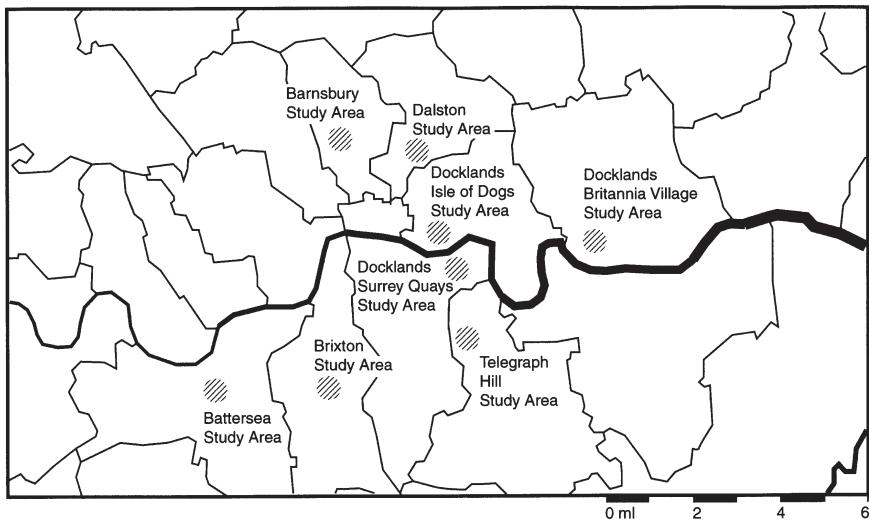 Barnsbury
Study Area
Dalston
Study Area
Docklands
Isle of Dogs
Study Area
Docklands
Britannia Village
Study Area
Docklands
Surrey Quays
Study Area
Brixton
Study Area
Telegraph
Hill
Study Area
Battersea
Study Area
0 ml 2 4 6